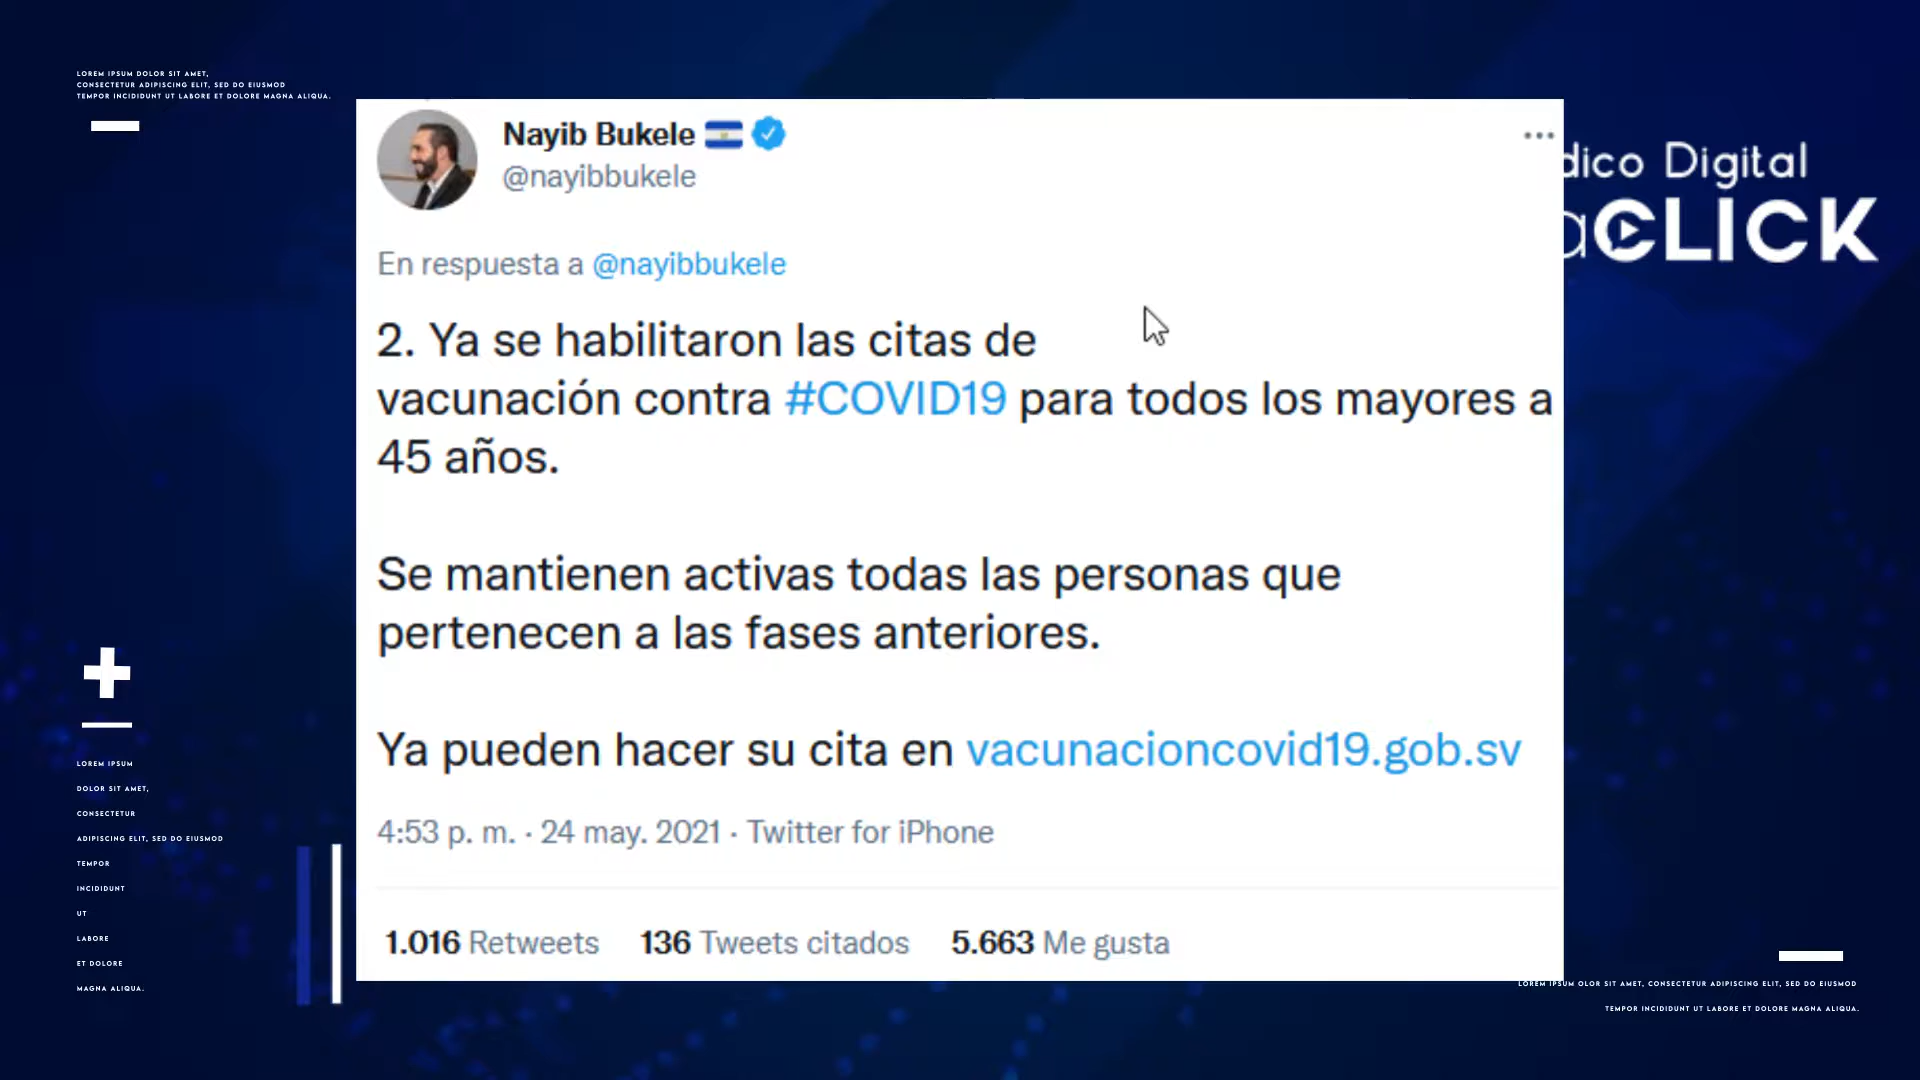 LOREM IPSUM DOLOR SIT AMET,
CONSECTETUR ADIPISCING ELIT, SED DO EIUSMOD
TEMPOR INCIDIDUNT UT LABORE ET DOLORE MAGNA ALIQUA.
Nayib Bukele
@nayibbukele
dico Digital
aCLICK
En respuesta a @nayibbukele
2. Ya se habilitaron las citas de
vacunación contra #COVID19 para todos los mayores a
45 años.
Se mantienen activas todas las personas que
pertenecen a las fases anteriores.
Ya pueden hacer su cita en vacunacioncovid19.gob.sv
4:53 p. m. · 24 may. 2021 · Twitter for iPhone
1.016 Retweets 136 Tweets citados 5.663 Me gusta
LOREM IPSUM
DOLOR SIT AMET,
CONSECTETUR
ADIPISCING ELIT, SED DO EIUSMOD
TEMPOR
INCIDIDUNT
UT
LABORE
ET DOLORE
MAGNA ALIQUA.
LOREM IPSUM OLOR SIT AMET, CONSECTETUR ADIPISCING ELIT, SED DO EIUSMOD
TEMPOR INCIDIDUNT UT LABORE ET DOLORE MAGNA ALIQUA.